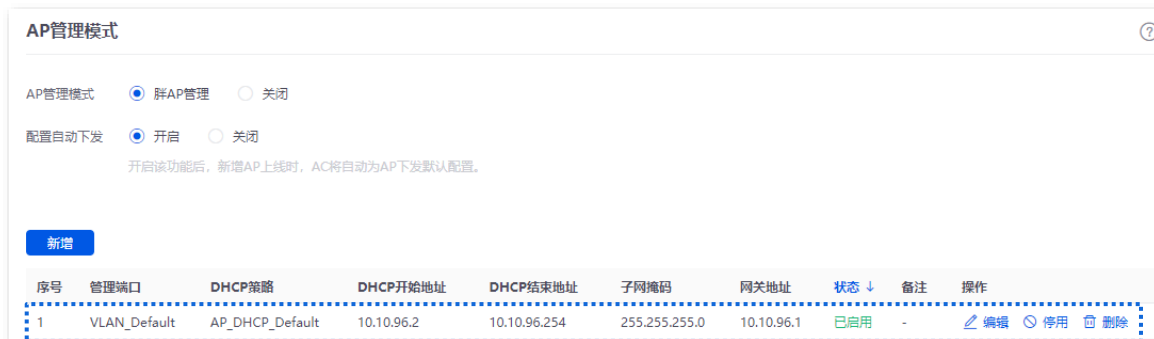 AP管理模式
?
AP管理模式 胖AP管理 关闭
配置自动下发 开启 关闭
开启该功能后，新增AP上线时，AC将自动为AP下发默认配置。
新增
序号 管理端口 DHCP策略 DHCP开始地址 DHCP结束地址 子网掩码 网关地址 状态↓ 备注 操作
1 VLAN_Default AP_DHCP_Default 10.10.96.2 10.10.96.254 255.255.255.0 10.10.96.1 已启用 - 编辑 停用 删除